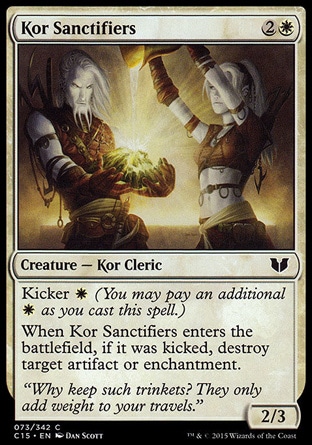 Kor Sanctifiers 2
Creature — Kor Cleric
Kicker (You may pay an additional
as you cast this spell.)
When Kor Sanctifiers enters the
battlefield, if it was kicked, destroy
target artifact or enchantment.
“Why keep such trinkets? They only
add weight to your travels.”
2/3
073/342 C
C15 • EN Dan Scott
™ & © 2015 Wizards of the Coast